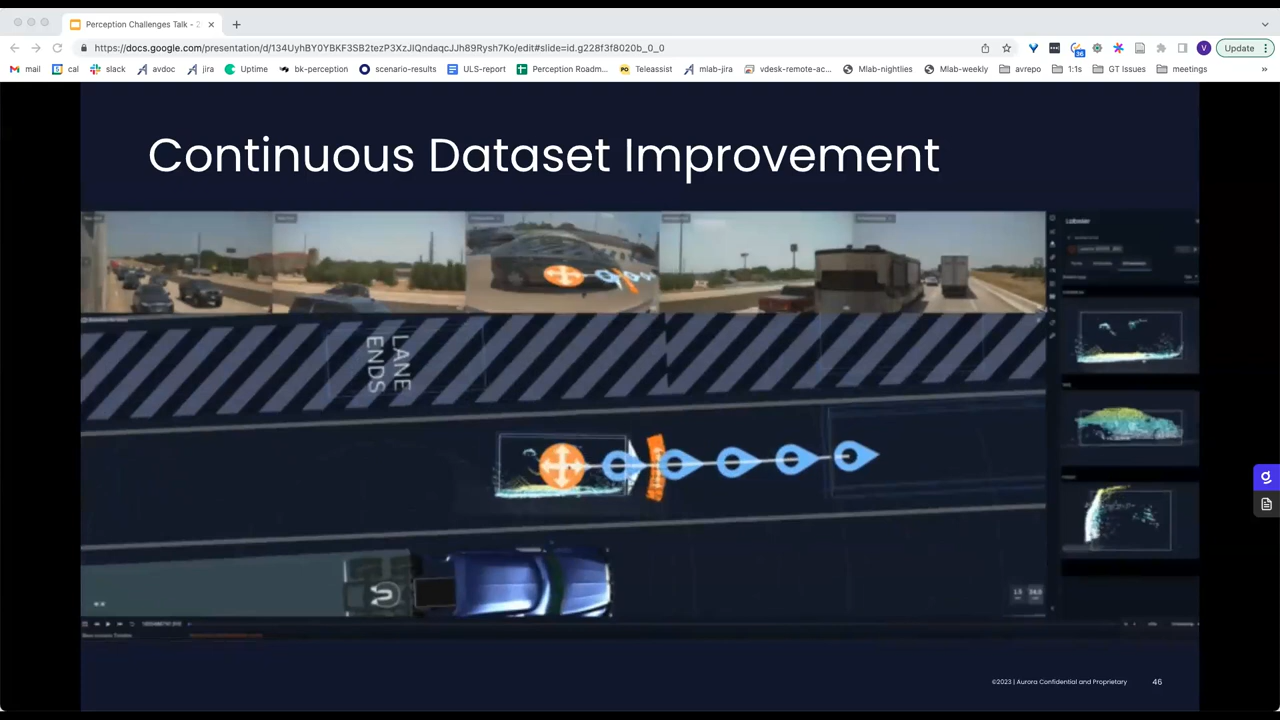 Perception Challenges Talk - 2
https://docs.google.com/presentation/d/134UyhBY0YBKF3SB2tezP3XzJIQndaqcJJh89Rysh7Ko/edit#slide=id.g228f3f8020b_0_0
36
V
Update
mail cal slack avdoc jira Uptime bk-perception scenario-results ULS-report Perception Roadm... Teleassist mlab-jira vdesk-remote-ac... Mlab-nightlies Mlab-weekly avrepo 1:1s GT Issues meetings »
Continuous Dataset Improvement
Labeler
LANE
ENDS
©2023 | Aurora Confidential and Proprietary 46